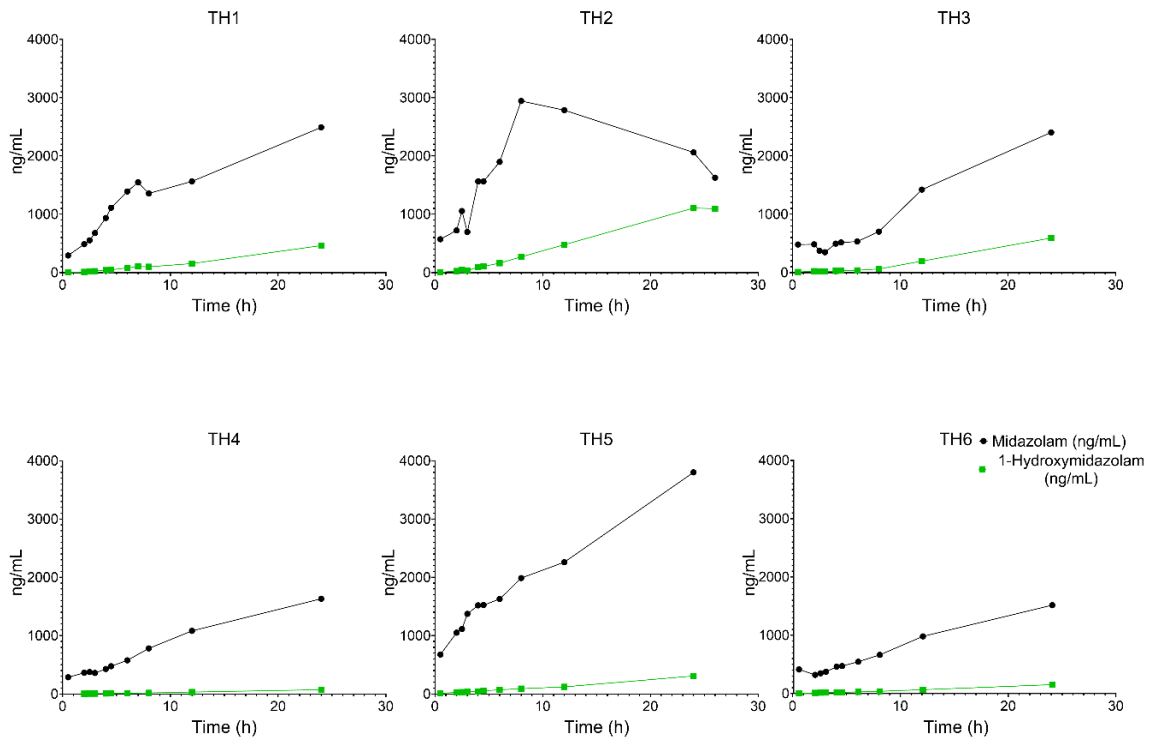 TH1
4000
3000
2000
1000
0
ng/mL
0 10 20 30
Time (h)
TH2
4000
3000
2000
1000
0
ng/mL
0 10 20 30
Time (h)
TH3
4000
3000
2000
1000
0
ng/mL
0 10 20 30
Time (h)
TH4
4000
3000
2000
1000
0
ng/mL
0 10 20 30
Time (h)
TH5
4000
3000
2000
1000
0
ng/mL
0 10 20 30
Time (h)
TH6
4000
3000
2000
1000
0
ng/mL
0 10 20 30
Time (h)
Midazolam (ng/mL)
1-Hydroxymidazolam
(ng/mL)